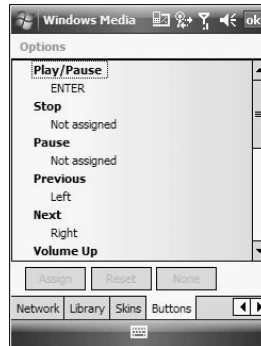 Windows Media ok
Options
Play/Pause
ENTER
Stop
Not assigned
Pause
Not assigned
Previous
Left
Next
Right
Volume Up
Assign Reset None
Network Library Skins Buttons